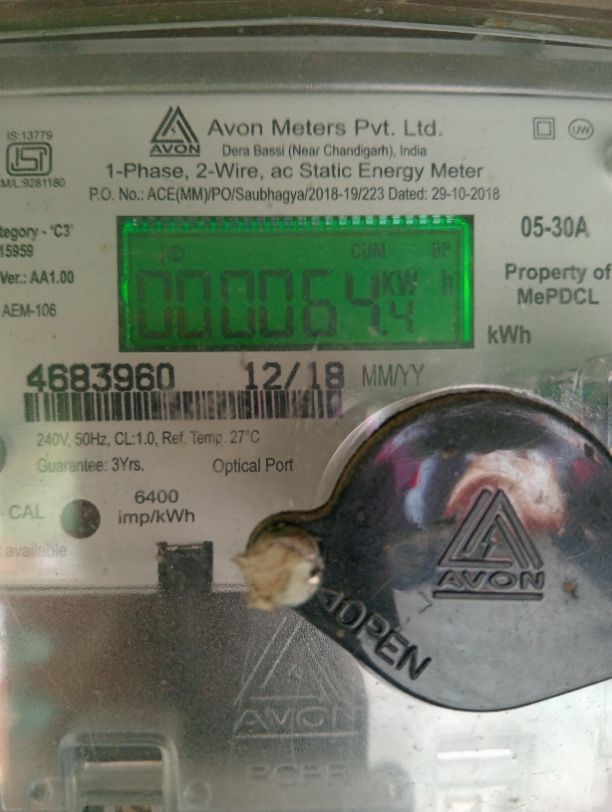 IS:13779
ISI
CM/L:9281180
AVON
Avon Meters Pvt. Ltd.
Dera Bassi (Near Chandigarh), India
UW
1-Phase, 2-Wire, ac Static Energy Meter
P.O. No.: ACE(MM)/PO/Saubhagya/2018-19/223 Dated: 29-10-2018
tegory - 'C3'
15959
Ver.: AA1.00
AEM-106
CUM
KW h
000064.4
05-30A
Property of
MePDCL
kWh
4683960 12/18 MM/YY
240V, 50Hz, CL:1.0, Ref. Temp. 27°C
Guarantee: 3Yrs. Optical Port
CAL
6400
imp/kWh
available
AVON
OPEN
AVON